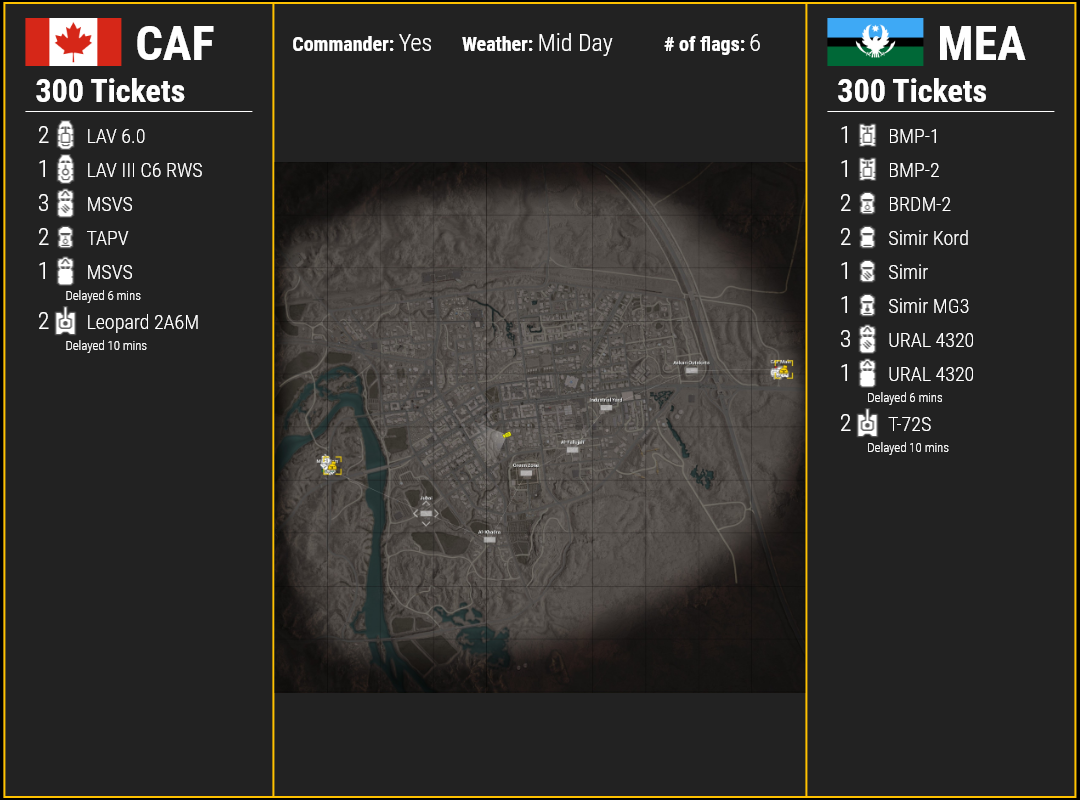 CAF
300 Tickets
2 LAV 6.0
1 LAV III C6 RWS
3 MSVS
2 TAPV
1 MSVS
Delayed 6 mins
2 Leopard 2A6M
Delayed 10 mins
Commander: Yes Weather: Mid Day # of flags: 6
Industrial Yard
Al-Fallujah
Green Zone
Jubai
Al-Khadra
MEA
300 Tickets
1 BMP-1
1 BMP-2
2 BRDM-2
2 Simir Kord
1 Simir
1 Simir MG3
3 URAL 4320
1 URAL 4320
Delayed 6 mins
2 T-72S
Delayed 10 mins